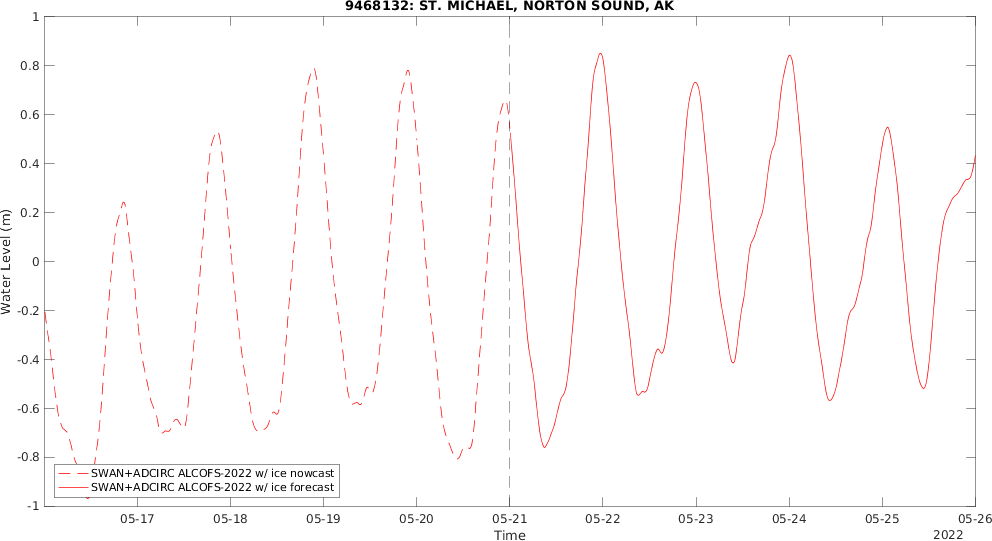 9468132: ST. MICHAEL, NORTON SOUND, AK
1
0.8
0.6
0.4
0.2
0
-0.2
-0.4
-0.6
-0.8
-1
Water Level (m)
SWAN+ADCIRC ALCOFS-2022 w/ ice nowcast
SWAN+ADCIRC ALCOFS-2022 w/ ice forecast
05-17 05-18 05-19 05-20 05-21 05-22 05-23 05-24 05-25 05-26
Time
2022